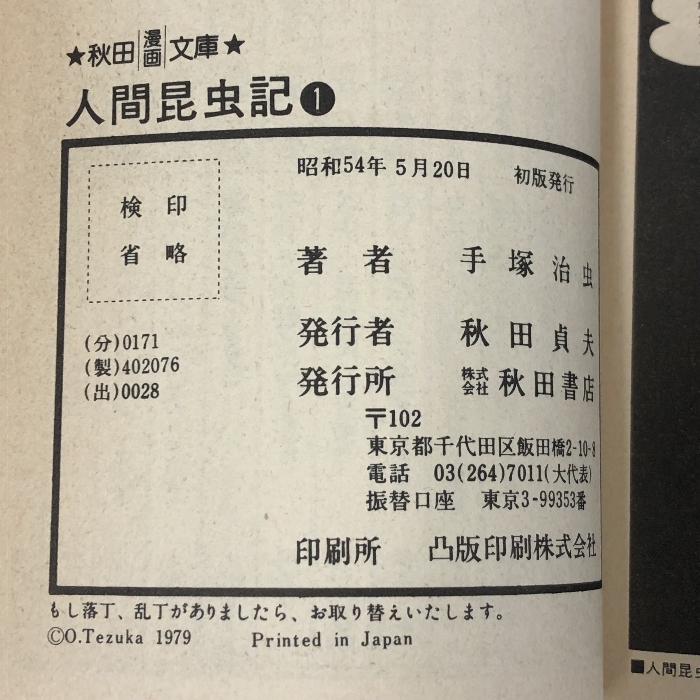 ★秋田漫画文庫★
人間昆虫記❶
検印
省略
昭和54年5月20日 初版発行
著者 手塚治虫
発行者 秋田貞夫
発行所 株式会社 秋田書店
〒102
東京都千代田区飯田橋2-10-8
電話 03(264)7011(大代表)
振替口座 東京3-99353番
印刷所 凸版印刷株式会社
(分)0171
(製)402076
(出)0028
もし落丁、乱丁がありましたら、お取り替えいたします。
©O.Tezuka 1979 Printed in Japan
■人間昆虫